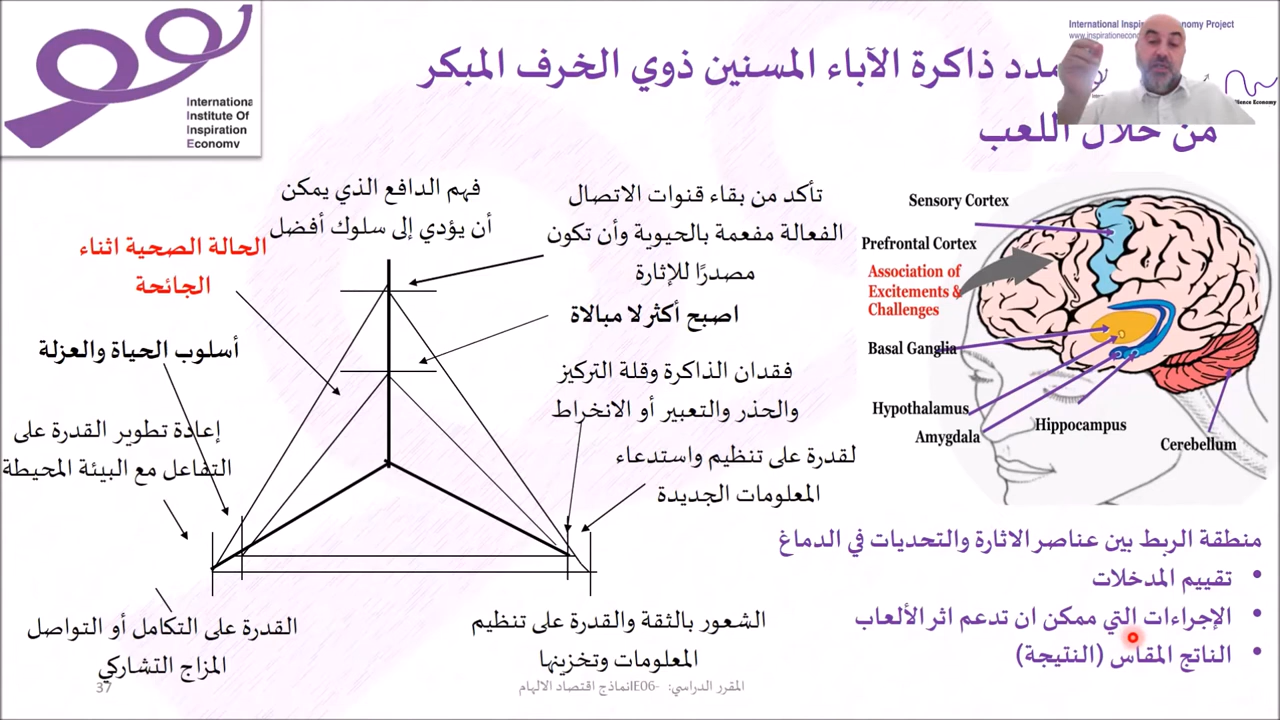 International
Institute Of
Inspiration
Economy
International Inspir
omy Project
www.inspirationecono
lience Economy
ذاكرة الآباء المسنين ذوي الخرف المبكر
من خلال اللعب
فهم الدافع الذي يمكن
أن يؤدي إلى سلوك أفضل
تأكد من بقاء قنوات الاتصال
الفعالة مفعمة بالحيوية وأن تكون
مصدرًا للإثارة
اصبح أكثر لا مبالاة
فقدان الذاكرة وقلة التركيز
والحذر والتعبير أو الانخراط
لقدرة على تنظيم واستدعاء
المعلومات الجديدة
الحالة الصحية اثناء
الجائحة
أسلوب الحياة والعزلة
إعادة تطوير القدرة على
التفاعل مع البيئة المحيطة
القدرة على التكامل أو التواصل
المزاج التشاركي
الشعور بالثقة والقدرة على تنظيم
المعلومات وتخزينها
Sensory Cortex
Prefrontal Cortex
Association of
Excitements &
Challenges
Basal Ganglia
Hypothalamus
Amygdala
Hippocampus
Cerebellum
منطقة الربط بين عناصر الاثارة والتحديات في الدماغ
• تقييم المدخلات
• الإجراءات التي ممكن ان تدعم اثر الألعاب
• الناتج المقاس (النتيجة)
المقرر الدراسي: -IE06نماذج اقتصاد الالهام
37